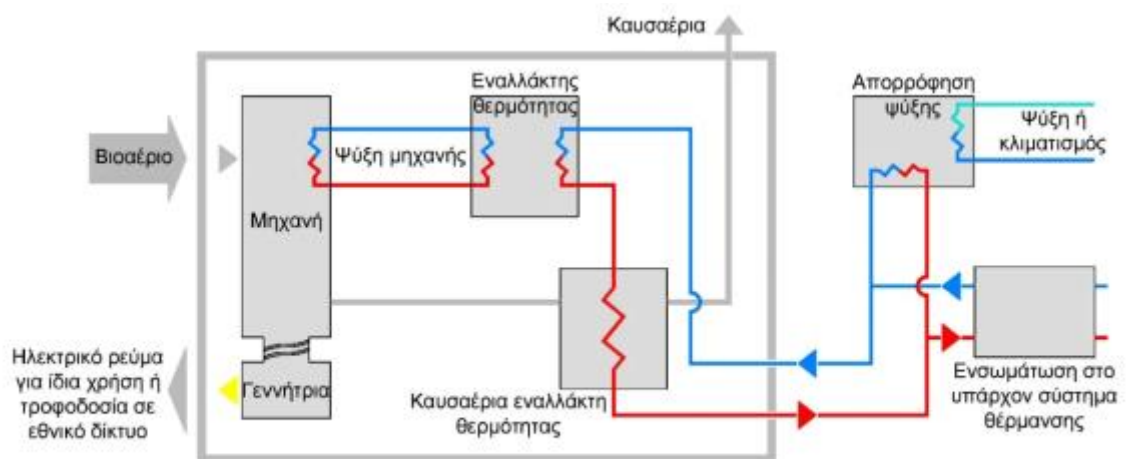 Καυσαέρια
Εναλλάκτης
θερμότητας
Απορρόφηση
ψύξης
Βιοαέριο
Ψύξη μηχανής
Ψύξη ή
κλιματισμός
Μηχανή
Ηλεκτρικό ρεύμα
για ίδια χρήση ή
τροφοδοσία σε
εθνικό δίκτυο
Γεννήτρια
Καυσαέρια εναλλάκτη
θερμότητας
Ενσωμάτωση στο
υπάρχον σύστημα
θέρμανσης